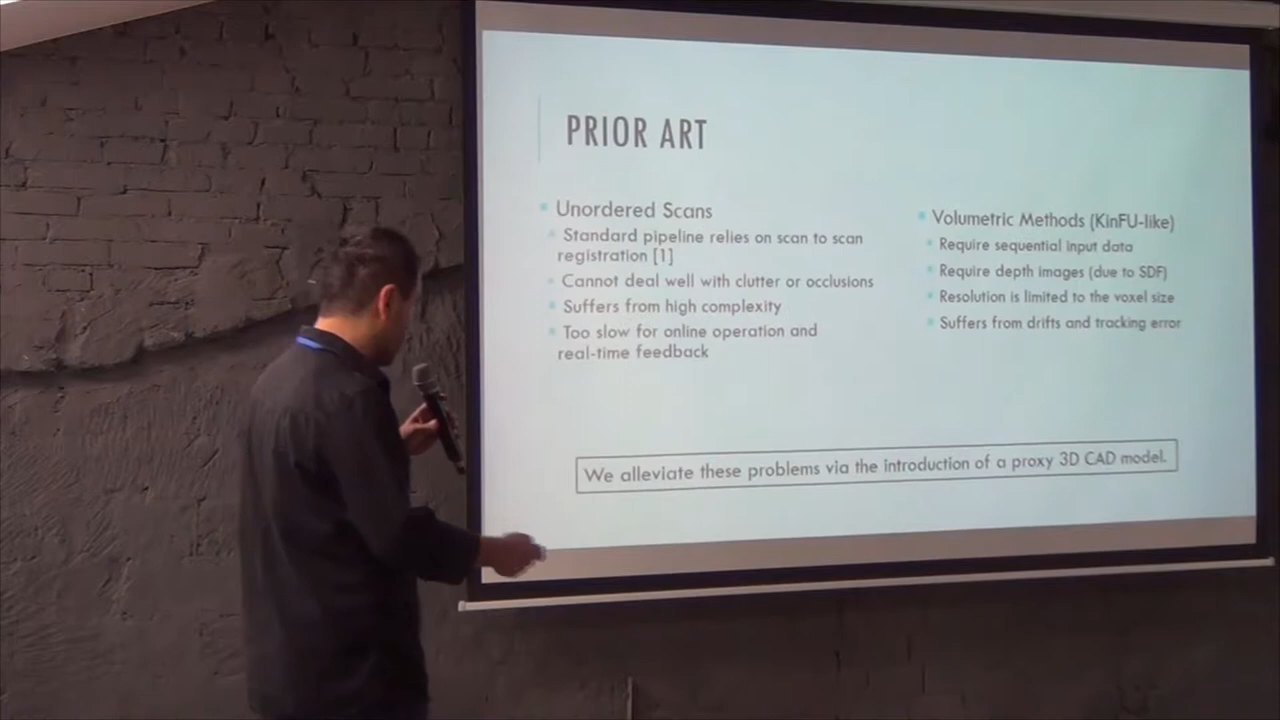 PRIOR ART
Unordered Scans
Standard pipeline relies on scan to scan
registration [1]
Cannot deal well with clutter or occlusions
Suffers from high complexity
Too slow for online operation and
real-time feedback
Volumetric Methods (KinFU-like)
Require sequential input data
Require depth images (due to SDF)
Resolution is limited to the voxel size
Suffers from drifts and tracking error
We alleviate these problems via the introduction of a proxy 3D CAD model.